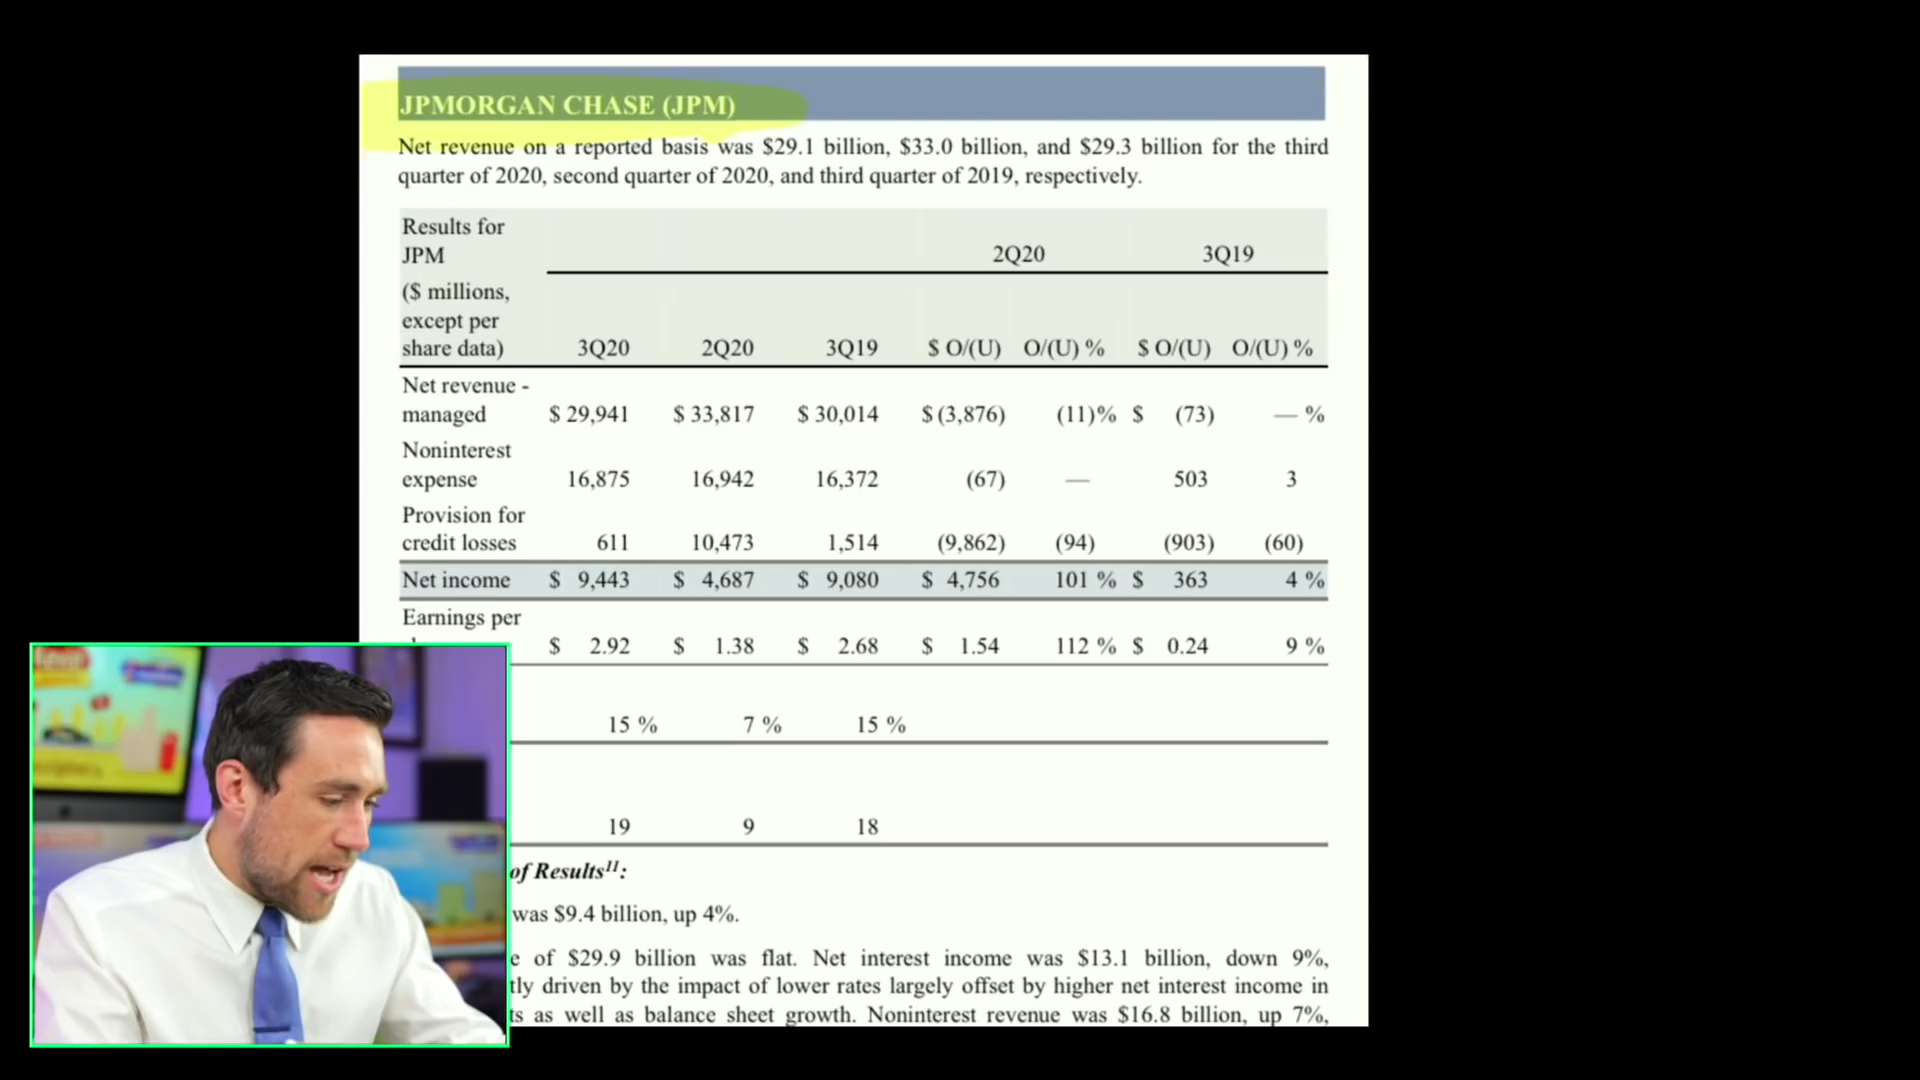 JPMORGAN CHASE (JPM)
Net revenue on a reported basis was $29.1 billion, $33.0 billion, and $29.3 billion for the third
quarter of 2020, second quarter of 2020, and third quarter of 2019, respectively.
Results for
JPM 2Q20 3Q19
($ millions,
except per
share data) 3Q20 2Q20 3Q19 $ O/(U) O/(U) % $ O/(U) O/(U) %
Net revenue -
managed $ 29,941 $ 33,817 $ 30,014 $ (3,876) (11)% $ (73) — %
Noninterest
expense 16,875 16,942 16,372 (67) — 503 3
Provision for
credit losses 611 10,473 1,514 (9,862) (94) (903) (60)
Net income $ 9,443 $ 4,687 $ 9,080 $ 4,756 101 % $ 363 4 %
Earnings per
$ 2.92 $ 1.38 $ 2.68 $ 1.54 112 % $ 0.24 9 %
15 % 7 % 15 %
19 9 18
of Results11:
was $9.4 billion, up 4%.
of $29.9 billion was flat. Net interest income was $13.1 billion, down 9%,
driven by the impact of lower rates largely offset by higher net interest income in
as well as balance sheet growth. Noninterest revenue was $16.8 billion, up 7%,